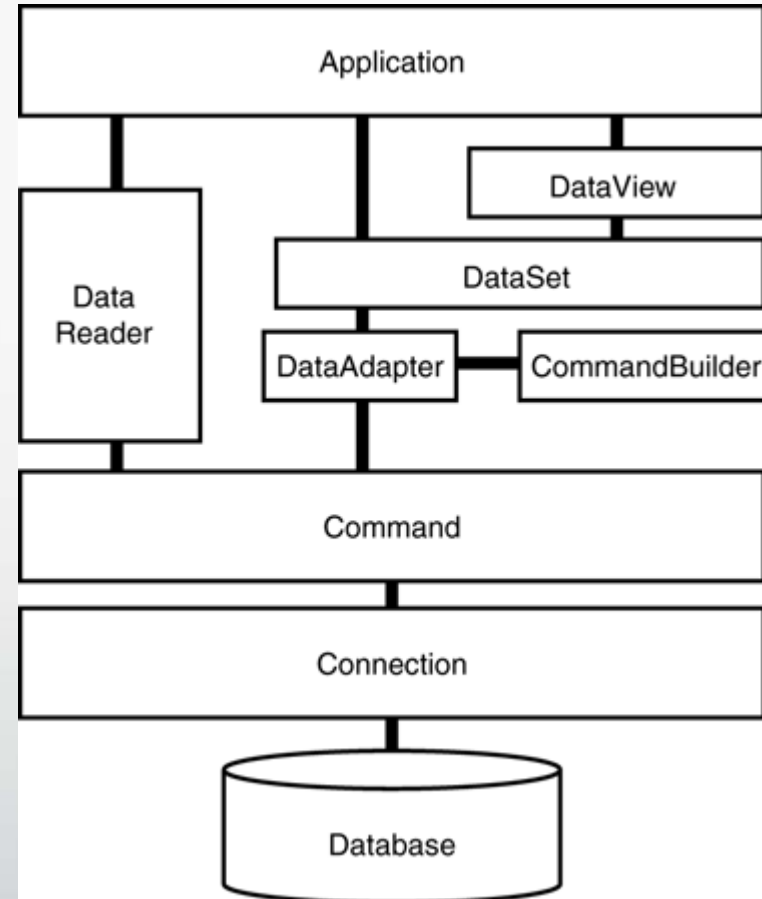 Application
DataView
DataSet
Data
Reader
DataAdapter
CommandBuilder
Command
Connection
Database